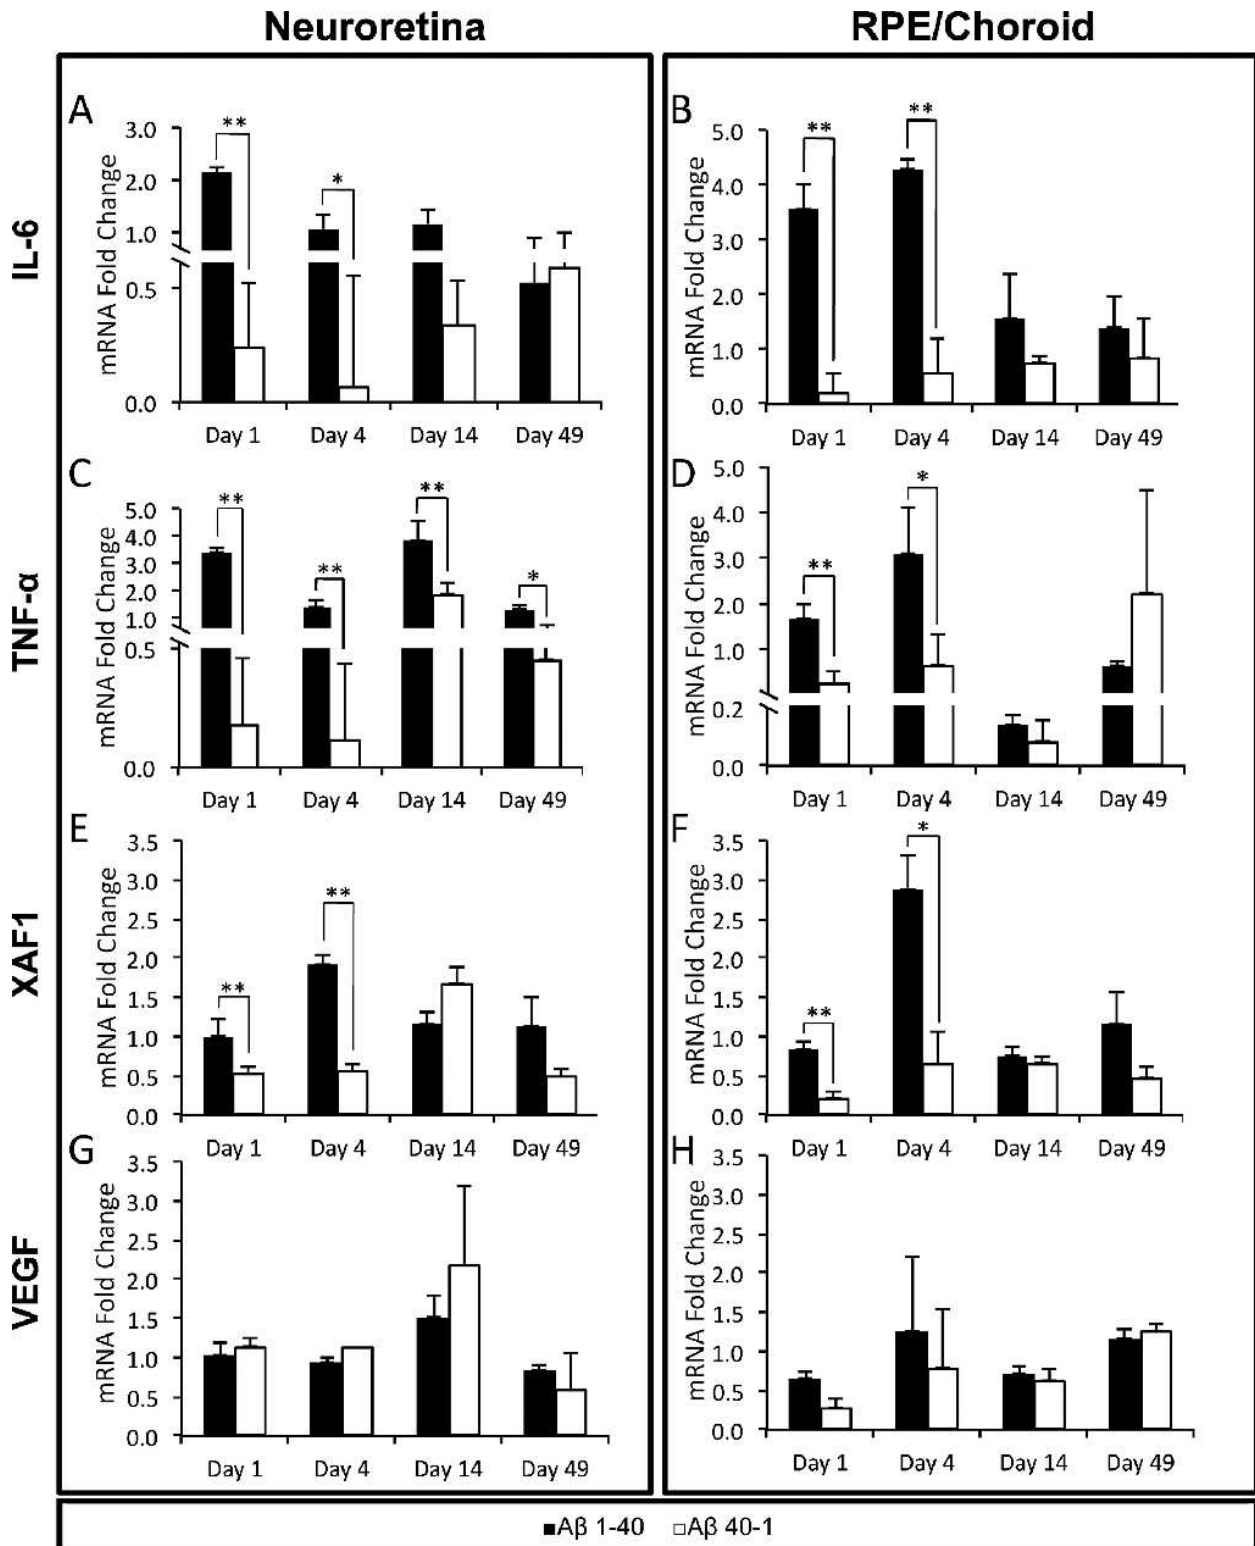 Neuroretina RPE/Choroid
IL-6
A
mRNA Fold Change
3.0
2.0
1.0
0.5
0.0
**
*
Day 1 Day 4 Day 14 Day 49
B
mRNA Fold Change
5.0
4.0
3.0
2.0
1.0
0.0
**
**
Day 1 Day 4 Day 14 Day 49
TNF-α
C
mRNA Fold Change
5.0
4.0
3.0
2.0
1.0
0.5
0.0
**
**
**
*
Day 1 Day 4 Day 14 Day 49
D
mRNA Fold Change
5.0
4.0
3.0
2.0
1.0
0.2
0.0
**
*
Day 1 Day 4 Day 14 Day 49
XAF1
E
mRNA Fold Change
3.5
3.0
2.5
2.0
1.5
1.0
0.5
0.0
**
**
Day 1 Day 4 Day 14 Day 49
F
mRNA Fold Change
3.5
3.0
2.5
2.0
1.5
1.0
0.5
0.0
**
*
Day 1 Day 4 Day 14 Day 49
VEGF
G
mRNA Fold Change
3.5
3.0
2.5
2.0
1.5
1.0
0.5
0.0
Day 1 Day 4 Day 14 Day 49
H
mRNA Fold Change
3.5
3.0
2.5
2.0
1.5
1.0
0.5
0.0
Day 1 Day 4 Day 14 Day 49
Aβ 1-40 Aβ 40-1